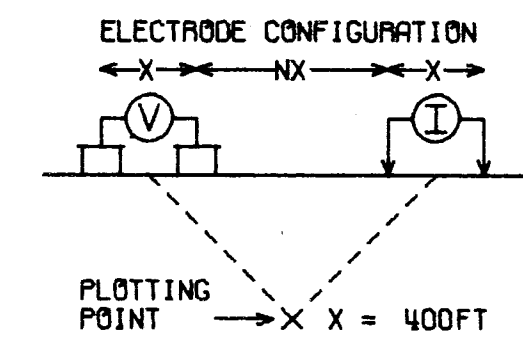 ELECTRODE CONFIGURATION
X NX X
V I
PLOTTING
POINT X X = 400FT